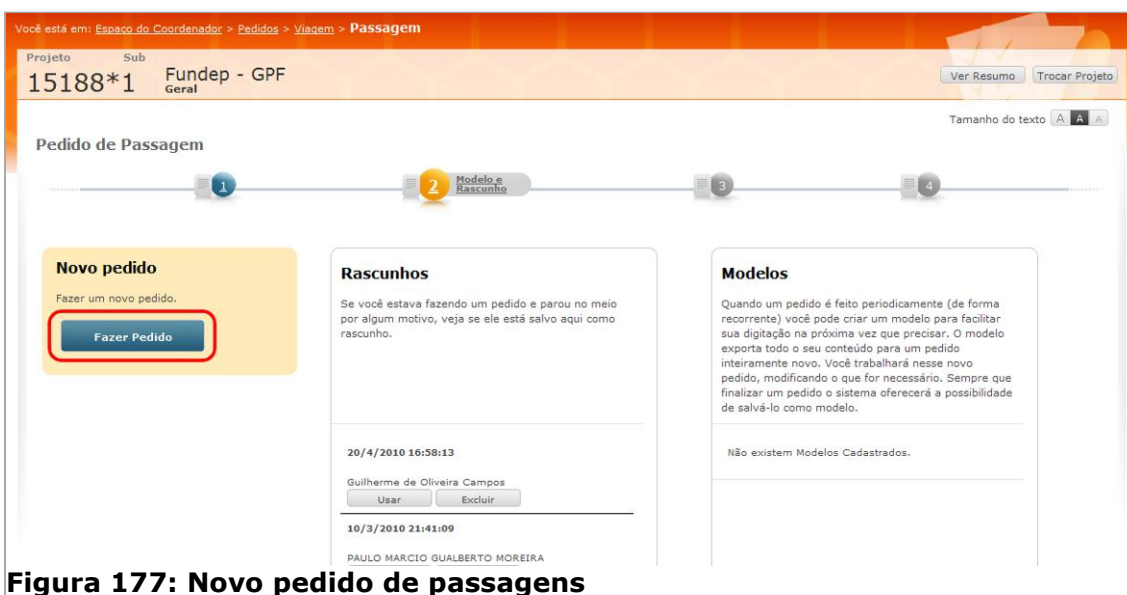 Você está em: Espaço do Coordenador > Pedidos > Viagem > Passagem
Projeto Sub
15188*1 Fundep - GPF
Geral
Ver Resumo Trocar Projeto
Tamanho do texto A A A
Pedido de Passagem
1
2 Modelo e
Rascunho
3
4
Novo pedido
Fazer um novo pedido.
Fazer Pedido
Rascunhos
Se você estava fazendo um pedido e parou no meio
por algum motivo, veja se ele está salvo aqui como
rascunho.
20/4/2010 16:58:13
Guilherme de Oliveira Campos
Usar Excluir
10/3/2010 21:41:09
PAULO MARCIO GUALBERTO MOREIRA
Modelos
Quando um pedido é feito periodicamente (de forma
recorrente) você pode criar um modelo para facilitar
sua digitação na próxima vez que precisar. O modelo
exporta todo o seu conteúdo para um pedido
inteiramente novo. Você trabalhará nesse novo
pedido, modificando o que for necessário. Sempre que
finalizar um pedido o sistema oferecerá a possibilidade
de salvá-lo como modelo.
Não existem Modelos Cadastrados.
Figura 177: Novo pedido de passagens